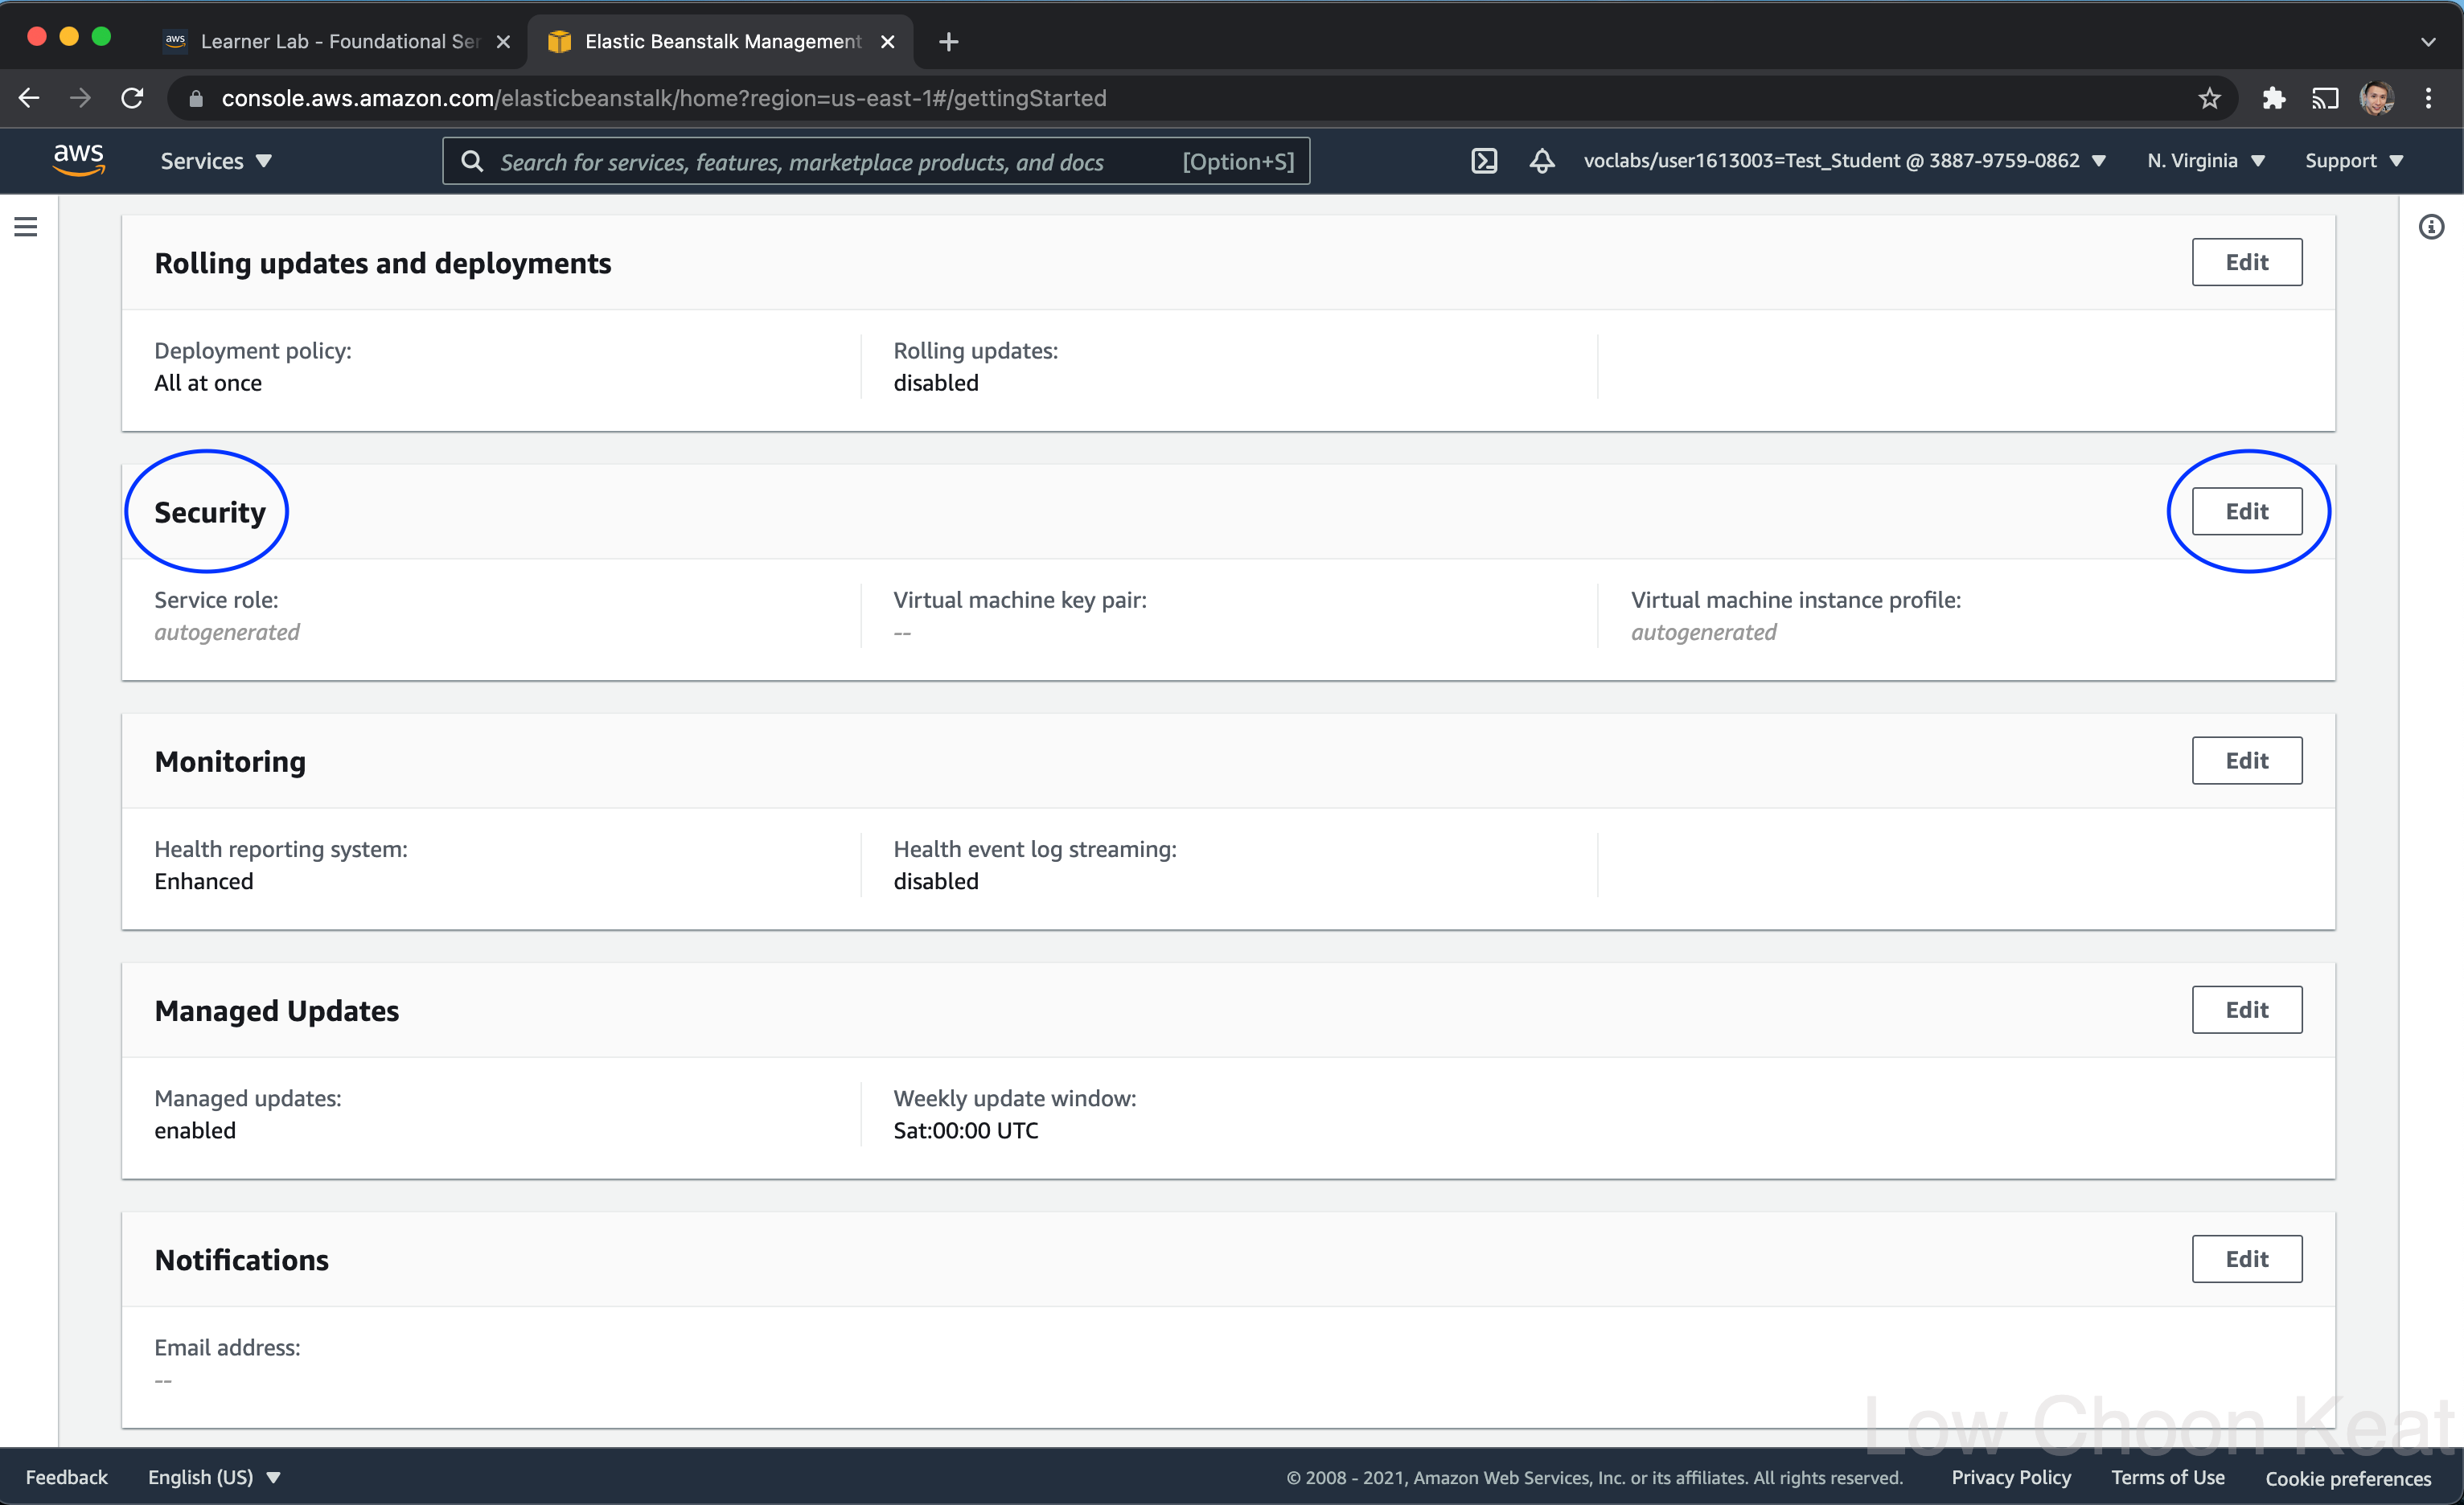 aws Learner Lab - Foundational Ser
Elastic Beanstalk Management
console.aws.amazon.com/elasticbeanstalk/home?region=us-east-1#/gettingStarted
aws Services Search for services, features, marketplace products, and docs [Option+S] voclabs/user1613003=Test_Student @ 3887-9759-0862 N. Virginia Support
Rolling updates and deployments Edit
Deployment policy: Rolling updates:
All at once disabled
Security Edit
Service role: Virtual machine key pair: Virtual machine instance profile:
autogenerated -- autogenerated
Monitoring Edit
Health reporting system: Health event log streaming:
Enhanced disabled
Managed Updates Edit
Managed updates: Weekly update window:
enabled Sat:00:00 UTC
Notifications Edit
Email address:
--
Low Choon Keat
Feedback English (US) © 2008 - 2021, Amazon Web Services, Inc. or its affiliates. All rights reserved. Privacy Policy Terms of Use Cookie preferences